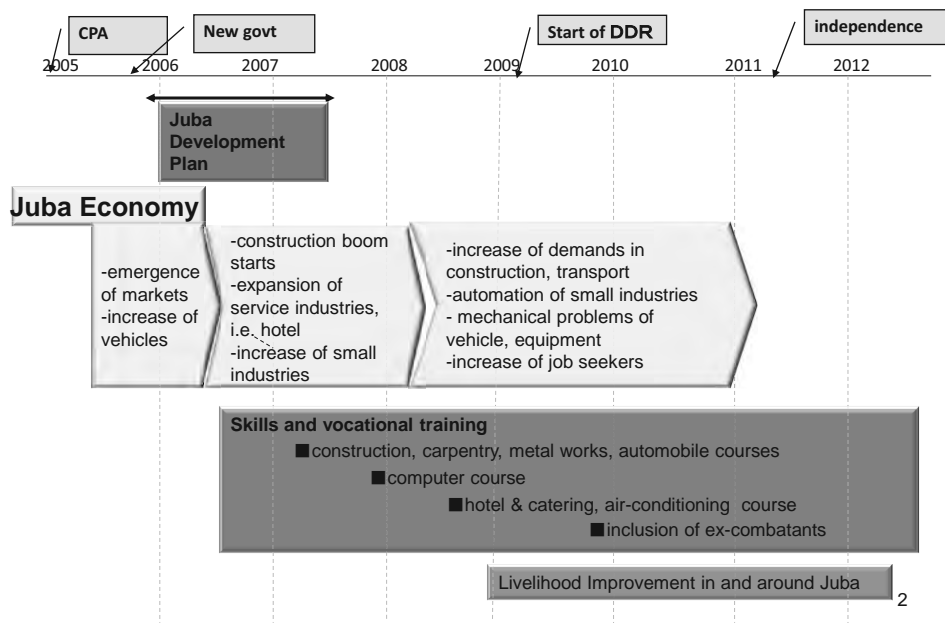 CPA
New govt
Start of DDR
independence
2005
2006
2007
2008
2009
2010
2011
2012
Juba
Development
Plan
Juba Economy
-emergence
of markets
-increase of
vehicles
-construction boom
starts
-expansion of
service industries,
i.e. hotel
-increase of small
industries
-increase of demands in
construction, transport
-automation of small industries
- mechanical problems of
vehicle, equipment
-increase of job seekers
Skills and vocational training
■construction, carpentry, metal works, automobile courses
■computer course
■hotel & catering, air-conditioning course
■inclusion of ex-combatants
Livelihood Improvement in and around Juba
2